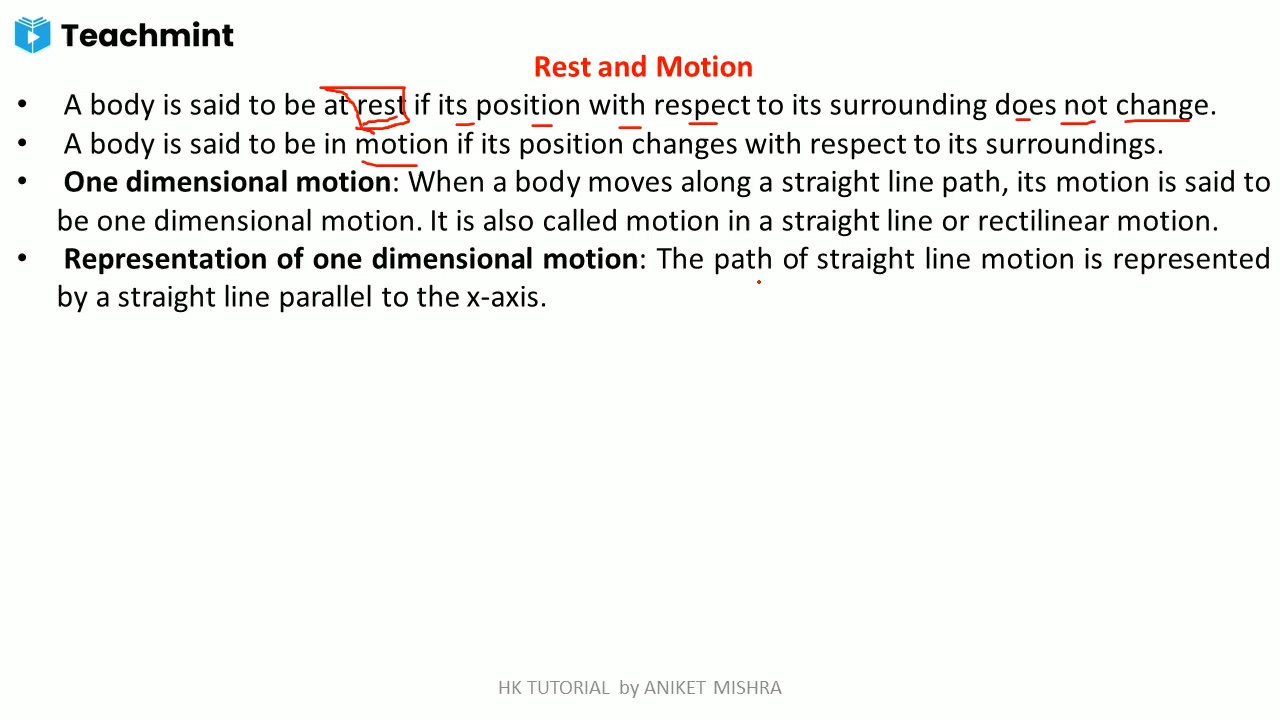 Teachmint
Rest and Motion
• A body is said to be at rest if its position with respect to its surrounding does not change.
• A body is said to be in motion if its position changes with respect to its surroundings.
• One dimensional motion: When a body moves along a straight line path, its motion is said to
be one dimensional motion. It is also called motion in a straight line or rectilinear motion.
• Representation of one dimensional motion: The path of straight line motion is represented
by a straight line parallel to the x-axis.
HK TUTORIAL by ANIKET MISHRA